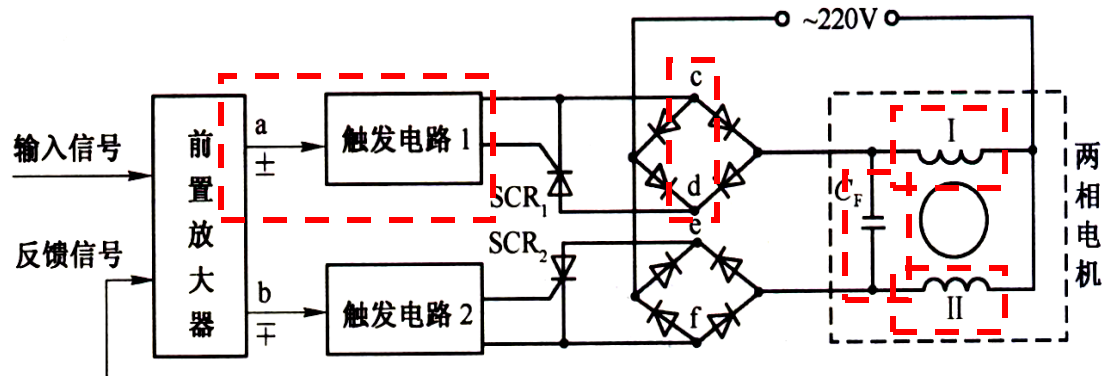 ~220V
输入信号
反馈信号
前置放大器
a
±
触发电路 1
SCR1
c
d
b
∓
触发电路 2
SCR2
e
f
I
CF
II
两相电机